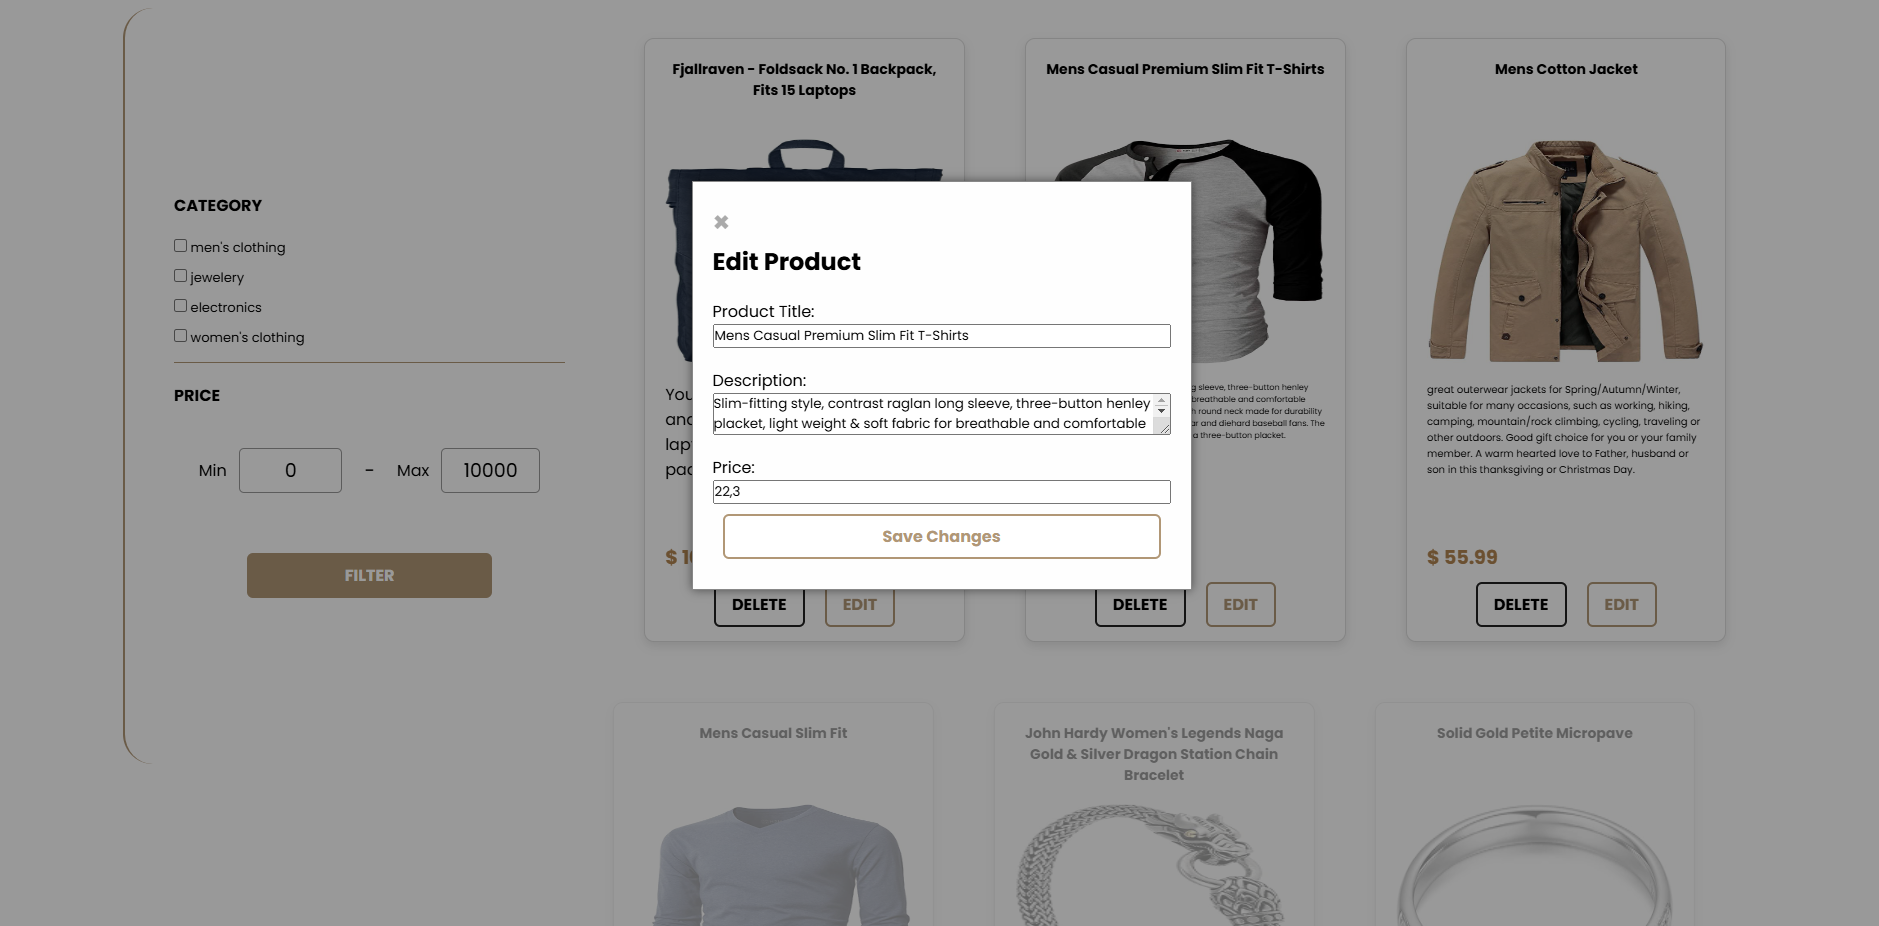 CATEGORY
men's clothing
jewelery
electronics
women's clothing
PRICE
Min 0 - Max 10000
FILTER
Fjallraven - Foldsack No. 1 Backpack,
Fits 15 Laptops
You
and
DELETE EDIT
Mens Casual Premium Slim Fit T-Shirts
sleeve, three-button henley
breathable and comfortable
round neck made for durability
and diehard baseball fans. The
a three-button placket.
DELETE EDIT
Mens Cotton Jacket
great outerwear jackets for Spring/Autumn/Winter,
suitable for many occasions, such as working, hiking,
camping, mountain/rock climbing, cycling, traveling or
other outdoors. Good gift choice for you or your family
member. A warm hearted love to Father, husband or
son in this thanksgiving or Christmas Day.
$ 55.99
DELETE EDIT
✖
Edit Product
Product Title:
Mens Casual Premium Slim Fit T-Shirts
Description:
Slim-fitting style, contrast raglan long sleeve, three-button henley
placket, light weight & soft fabric for breathable and comfortable
Price:
22,3
Save Changes
Mens Casual Slim Fit
John Hardy Women's Legends Naga
Gold & Silver Dragon Station Chain
Bracelet
Solid Gold Petite Micropave